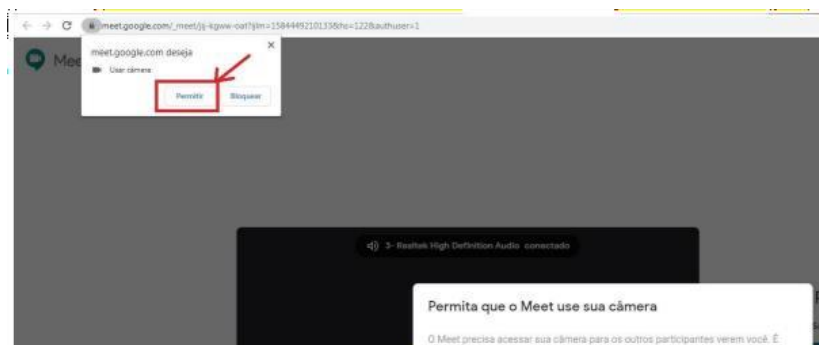 meet.google.com/_meet/jij-kgww-oat?ijlm=1584449210133&hs=122&authuser=1
Mee
meet.google.com deseja
Usar câmera
Permitir Bloquear
3- Realtek High Definition Audio conectado
Permita que o Meet use sua câmera
O Meet precisa acessar sua câmera para os outros participantes verem você. É